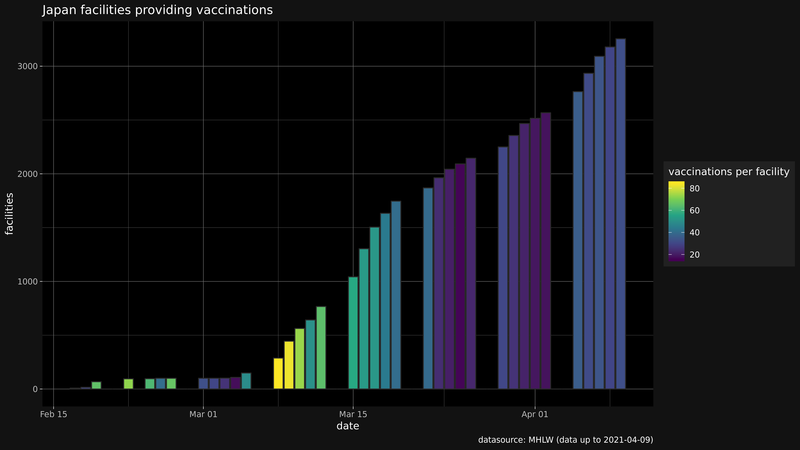 Japan facilities providing vaccinations
facilities
3000
2000
1000
0
Feb 15
Mar 01
Mar 15
Apr 01
date
vaccinations per facility
80
60
40
20
datasource: MHLW (data up to 2021-04-09)